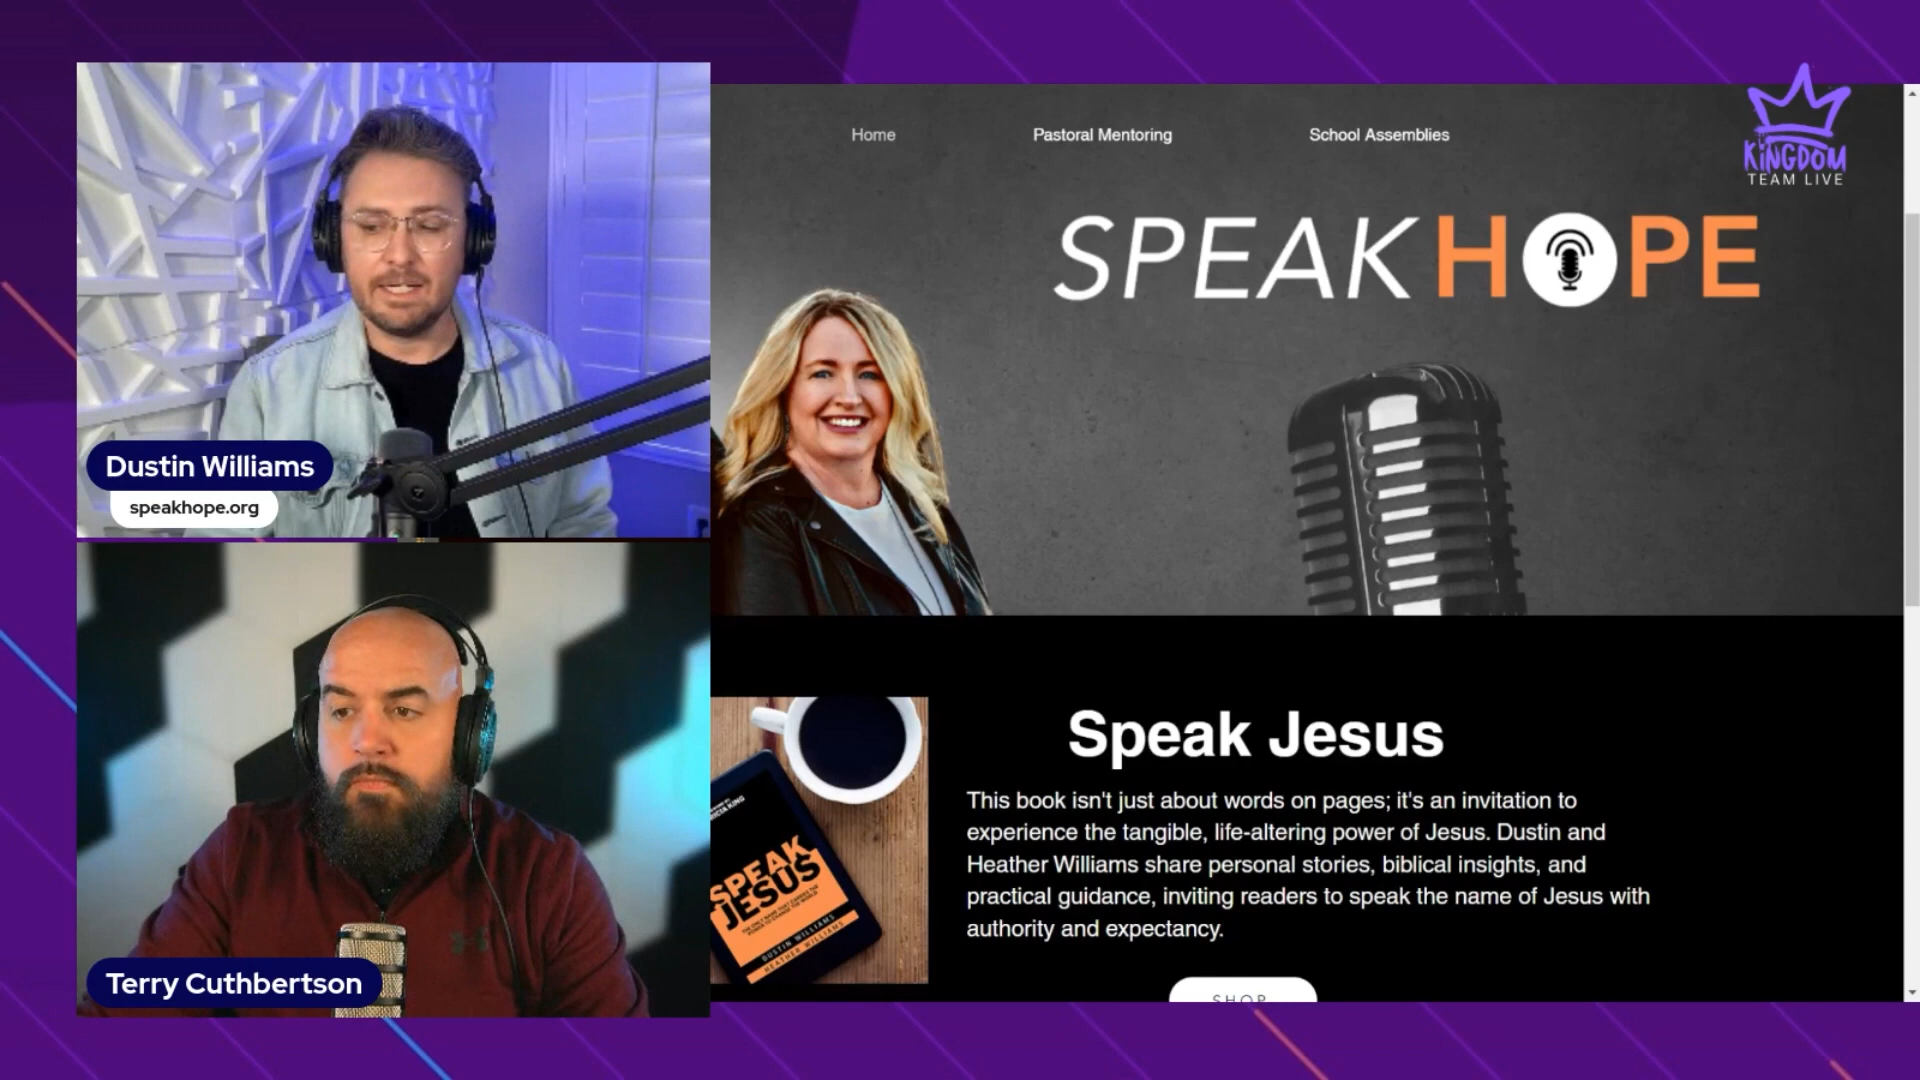 Dustin Williams
speakhope.org
Terry Cuthbertson
Home
Pastoral Mentoring
School Assemblies
KINGDOM
TEAM LIVE
SPEAK HOPE
SPEAK
JESUS
DUSTIN WILLIAMS
HEATHER WILLIAMS
Speak Jesus
This book isn't just about words on pages; it's an invitation to
experience the tangible, life-altering power of Jesus. Dustin and
Heather Williams share personal stories, biblical insights, and
practical guidance, inviting readers to speak the name of Jesus with
authority and expectancy.
SHOP